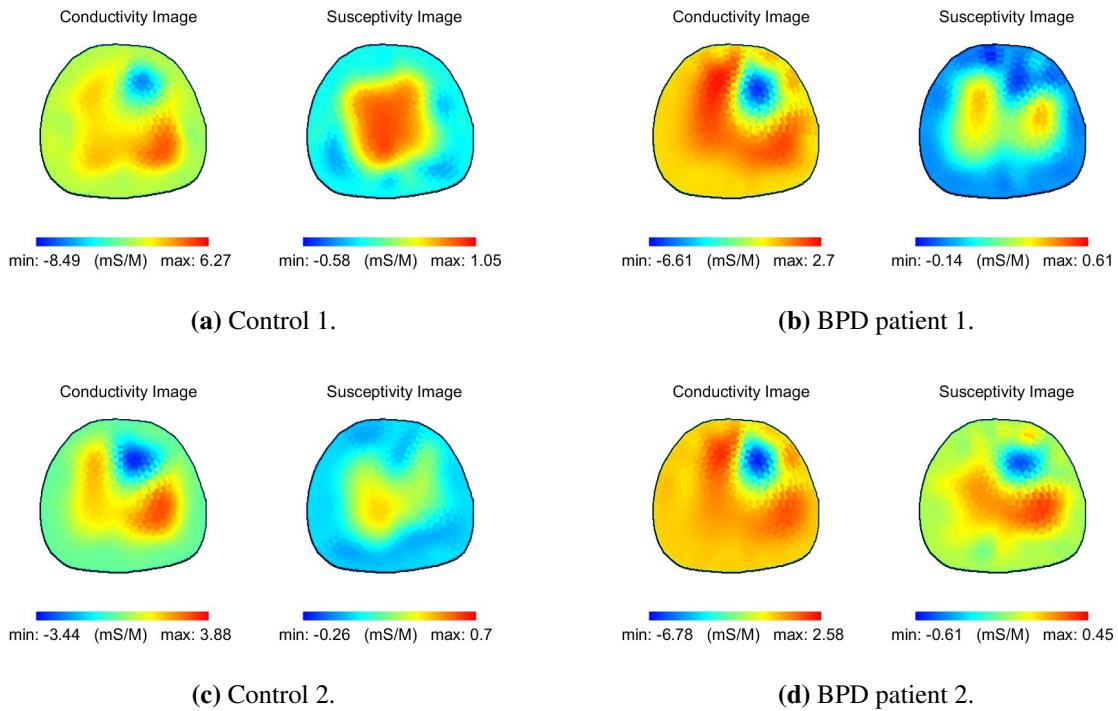 Conductivity Image Susceptivity Image
min: -8.49 (mS/M) max: 6.27 min: -0.58 (mS/M) max: 1.05
(a) Control 1.
Conductivity Image Susceptivity Image
min: -6.61 (mS/M) max: 2.7 min: -0.14 (mS/M) max: 0.61
(b) BPD patient 1.
Conductivity Image Susceptivity Image
min: -3.44 (mS/M) max: 3.88 min: -0.26 (mS/M) max: 0.7
(c) Control 2.
Conductivity Image Susceptivity Image
min: -6.78 (mS/M) max: 2.58 min: -0.61 (mS/M) max: 0.45
(d) BPD patient 2.